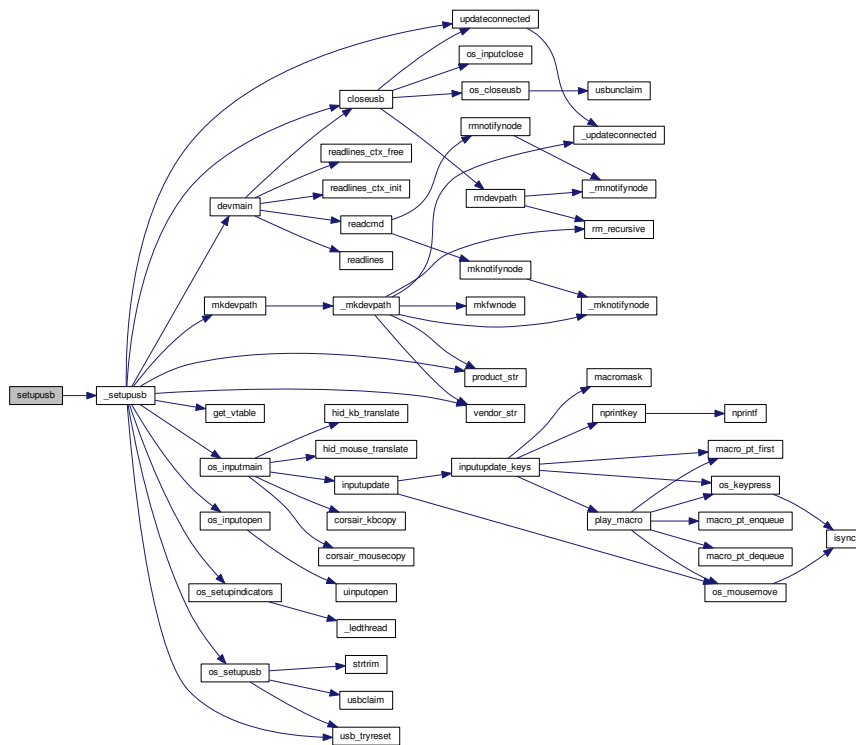 updateconnected
os_inputclose
closeusb
os_closeusb
usbunclaim
rmnotifynode
_updateconnected
readlines_ctx_free
readlines_ctx_init
rmdevpath
_rmnotifynode
devmain
readcmd
rm_recursive
readlines
mknotifynode
mkdevpath
_mkdevpath
mkfwnode
_mknotifynode
product_str
macromask
setupusb
_setupusb
get_vtable
hid_kb_translate
vendor_str
nprintkey
nprintf
hid_mouse_translate
macro_pt_first
os_inputmain
inputupdate
inputupdate_keys
os_keypress
os_inputopen
corsair_kbcopy
play_macro
macro_pt_enqueue
isync
corsair_mousecopy
macro_pt_dequeue
os_setupindicators
uinputopen
os_mousemove
_ledthread
os_setupusb
strtrim
usbclaim
usb_tryreset